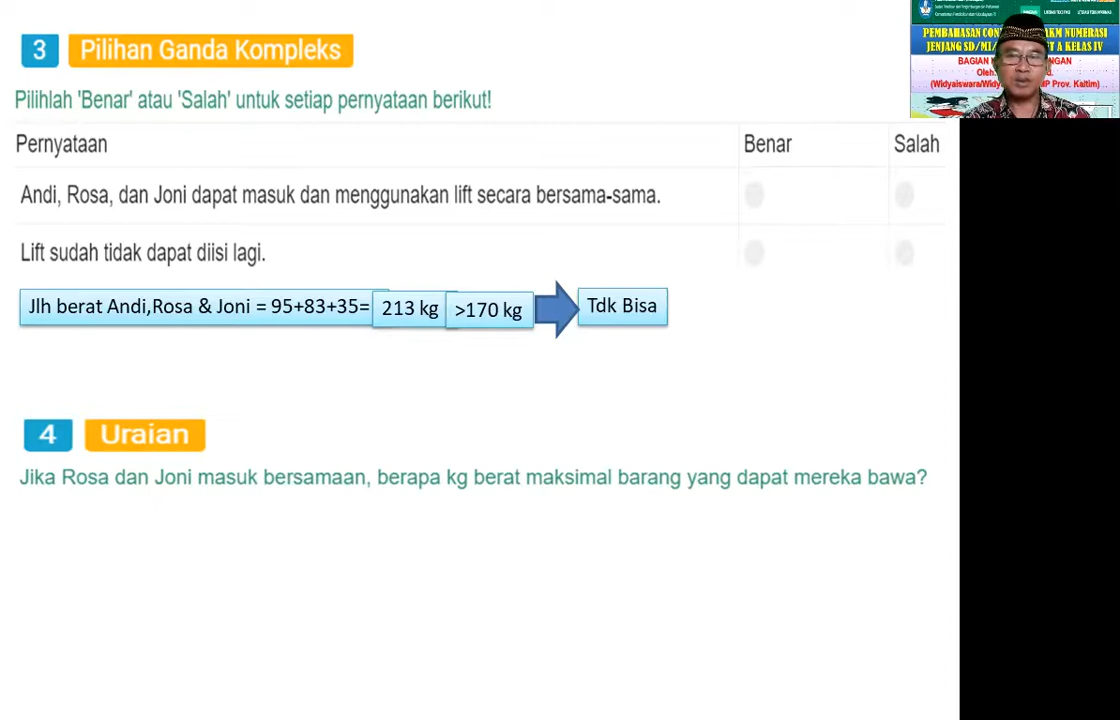 3 Pilihan Ganda Kompleks
Pilihlah 'Benar' atau 'Salah' untuk setiap pernyataan berikut!
Pernyataan Benar Salah
Andi, Rosa, dan Joni dapat masuk dan menggunakan lift secara bersama-sama.
Lift sudah tidak dapat diisi lagi.
Jlh berat Andi,Rosa & Joni = 95+83+35= 213 kg >170 kg Tdk Bisa
4 Uraian
Jika Rosa dan Joni masuk bersamaan, berapa kg berat maksimal barang yang dapat mereka bawa?
PEMBAHASAN AKM NUMERASI
JENJANG SD/MI/ A KELAS IV
BAGIAN
(Widyaiswara/ MP Prov. Kaltim)